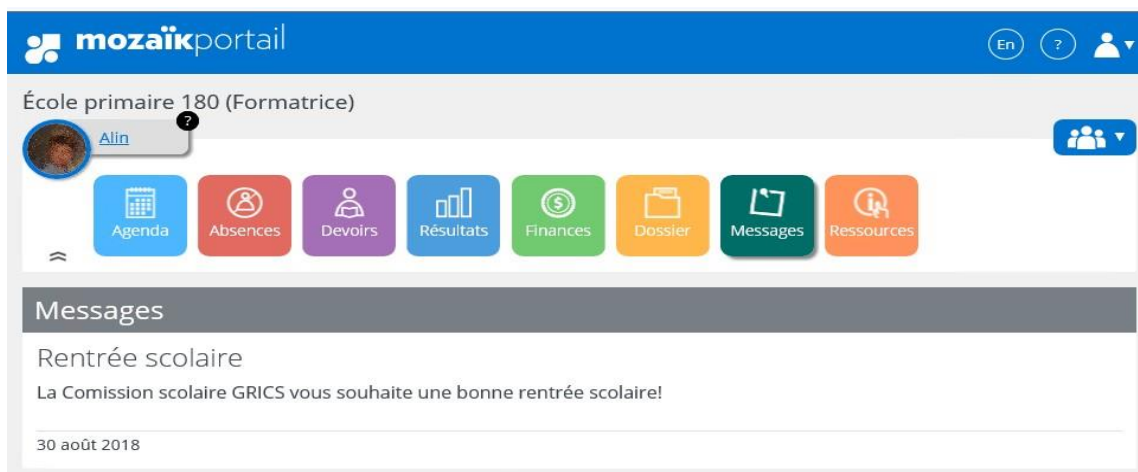 mozaïkportail
En ?
École primaire 180 (Formatrice)
?
Alin
Agenda Absences Devoirs Résultats Finances Dossier Messages Ressources
Messages
Rentrée scolaire
La Comission scolaire GRICS vous souhaite une bonne rentrée scolaire!
30 août 2018